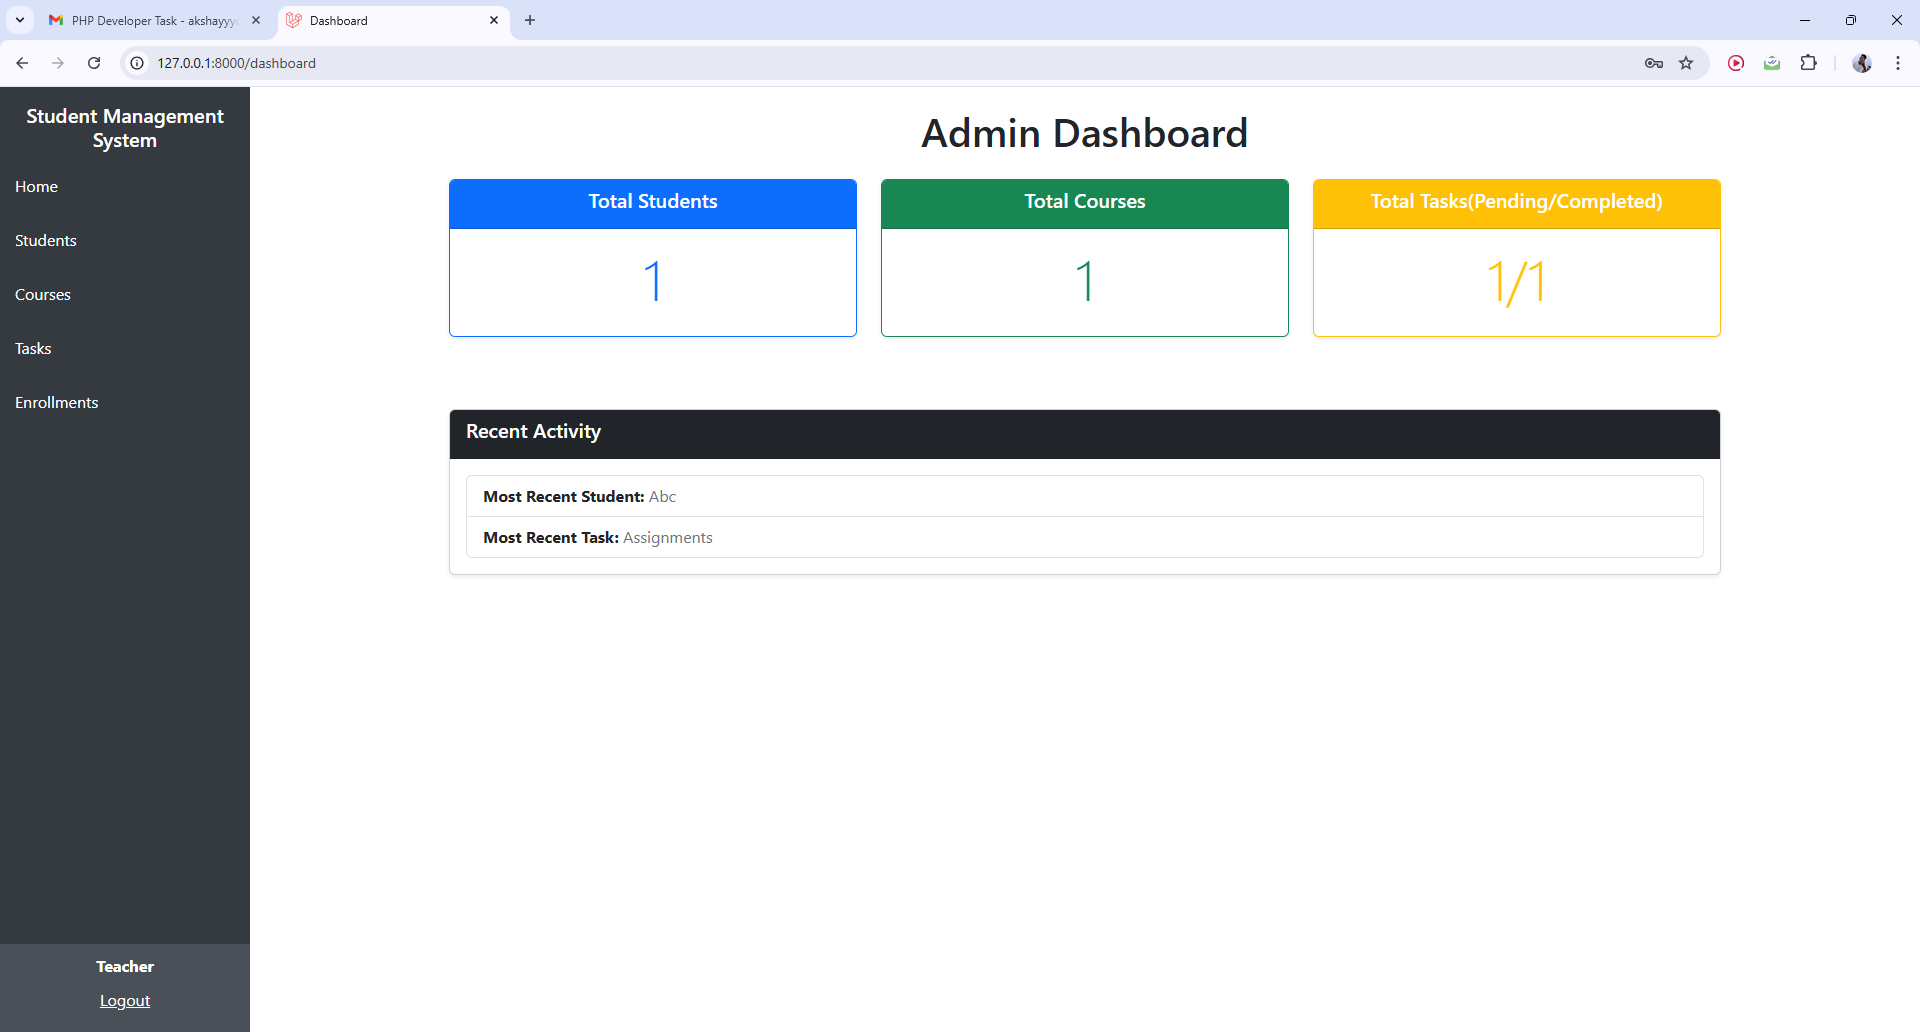 PHP Developer Task - akshayyy
Dashboard
127.0.0.1:8000/dashboard
Student Management
System
Home
Students
Courses
Tasks
Enrollments
Teacher
Logout
Admin Dashboard
Total Students
1
Total Courses
1
Total Tasks(Pending/Completed)
1/1
Recent Activity
Most Recent Student: Abc
Most Recent Task: Assignments